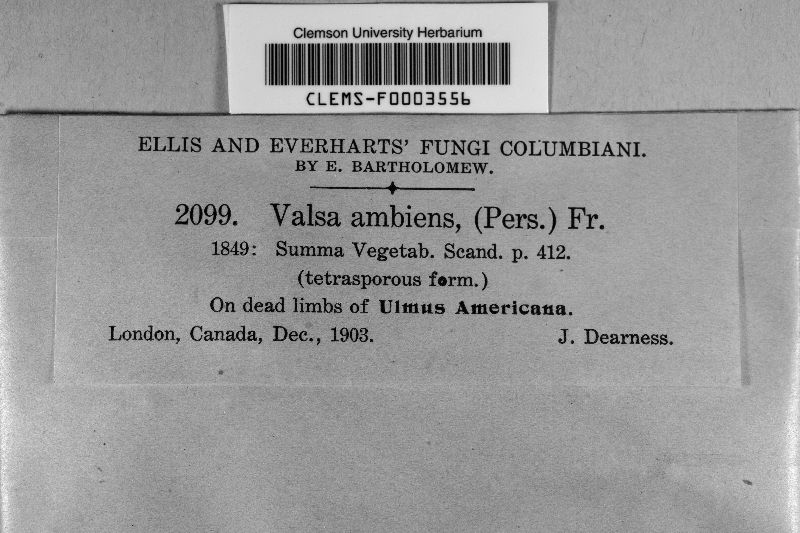 Clemson University Herbarium
CLEMS-F0003556
ELLIS AND EVERHARTS' FUNGI COLUMBIANI.
BY E. BARTHOLOMEW.
2099. Valsa ambiens, (Pers.) Fr.
1849: Summa Vegetab. Scand. p. 412.
(tetrasporous form.)
On dead limbs of Ulmus Americana.
London, Canada, Dec., 1903. J. Dearness.